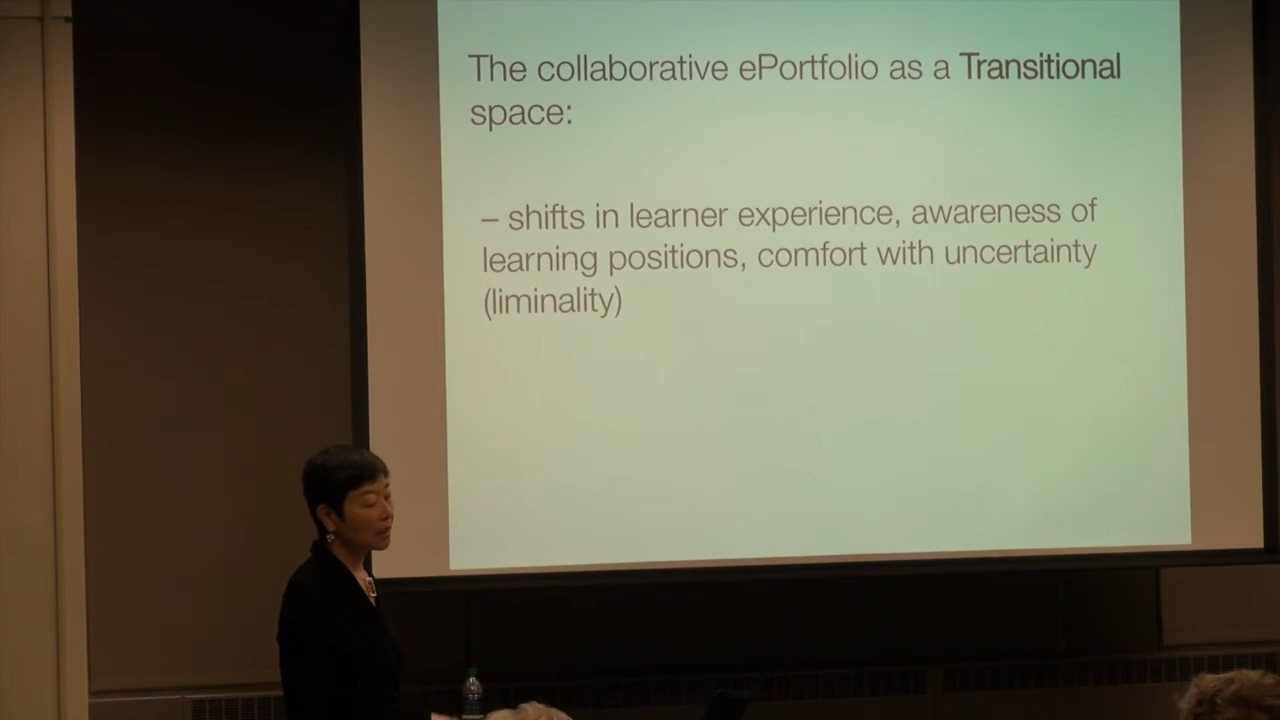 The collaborative ePortfolio as a Transitional
space:
– shifts in learner experience, awareness of
learning positions, comfort with uncertainty
(liminality)